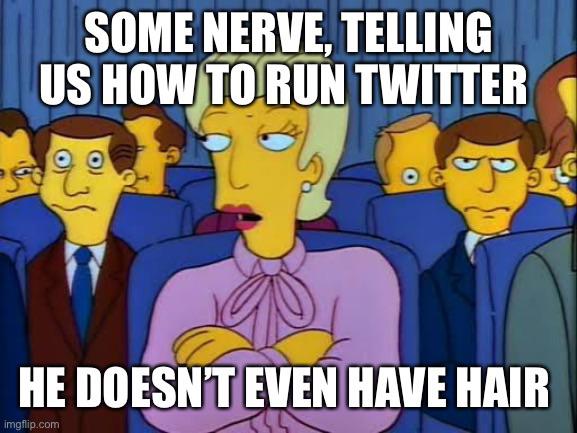 SOME NERVE, TELLING
US HOW TO RUN TWITTER
HE DOESN’T EVEN HAVE HAIR
imgflip.com